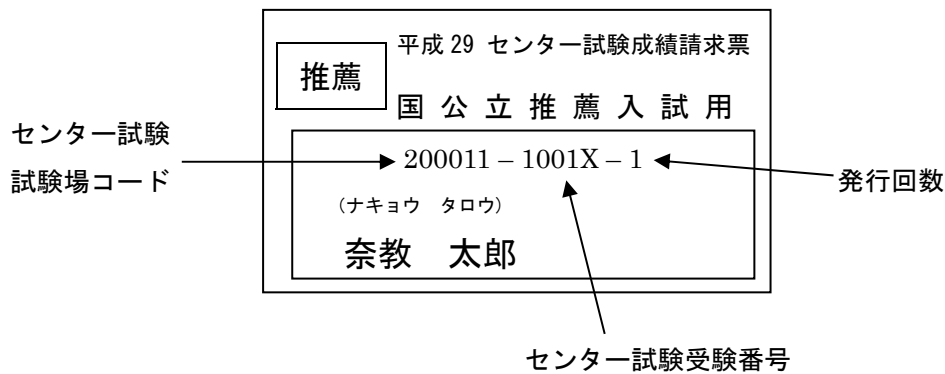 平成 29 センター試験成績請求票
推薦
国公立推薦入試用
センター試験
試験場コード
200011 – 1001X – 1
発行回数
（ナキョウ　タロウ）
奈教　太郎
センター試験受験番号